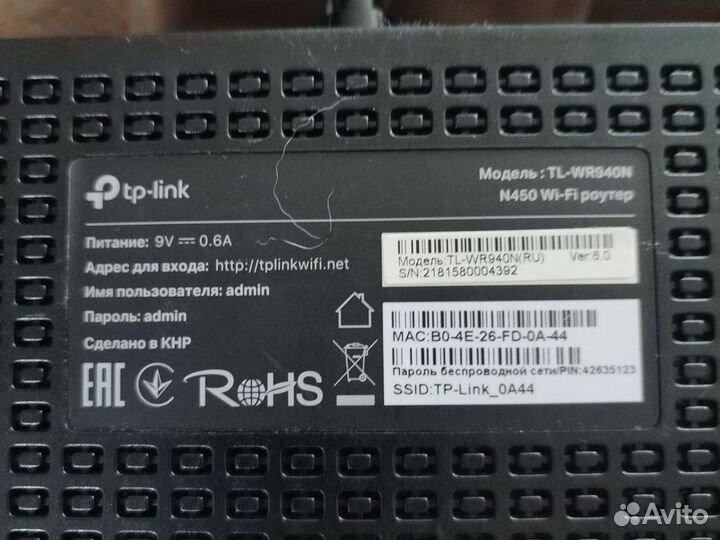 tp-link
Модель : TL-WR940N
N450 Wi-Fi роутер
Питание: 9V 0.6A
Адрес для входа: http://tplinkwifi.net
Имя пользователя: admin
Пароль: admin
Сделано в КНР
Модель:TL-WR940N(RU) Ver:6.0
S/N:2181580004392
MAC:B0-4E-26-FD-0A-44
Пароль беспроводной сети/PIN:42635123
SSID:TP-Link_0A44
EAC
RoHS
Avito